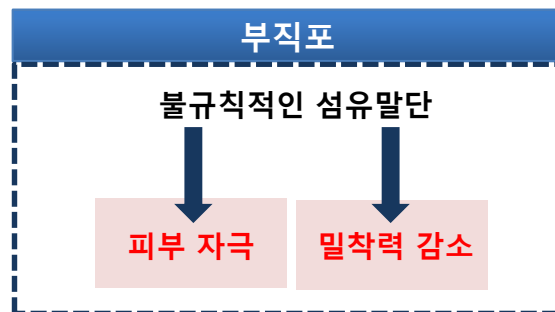 부직포
불규칙적인 섬유말단
피부 자극
밀착력 감소